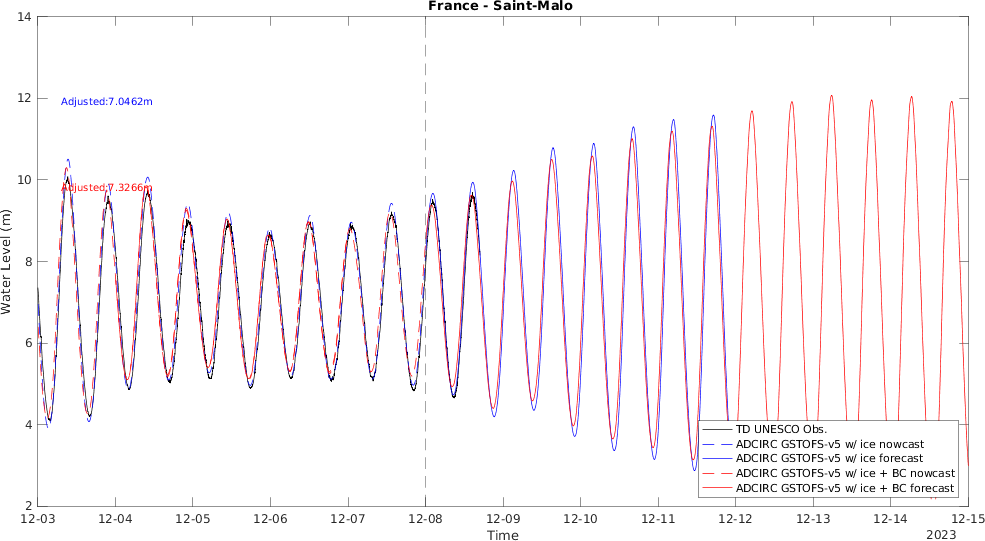 France - Saint-Malo
14
12
10
8
6
4
2
Water Level (m)
Adjusted:7.0462m
Adjusted:7.3266m
TD UNESCO Obs.
ADCIRC GSTOFS-v5 w/ ice nowcast
ADCIRC GSTOFS-v5 w/ ice forecast
ADCIRC GSTOFS-v5 w/ ice + BC nowcast
ADCIRC GSTOFS-v5 w/ ice + BC forecast
12-03 12-04 12-05 12-06 12-07 12-08 12-09 12-10 12-11 12-12 12-13 12-14 12-15
Time
2023